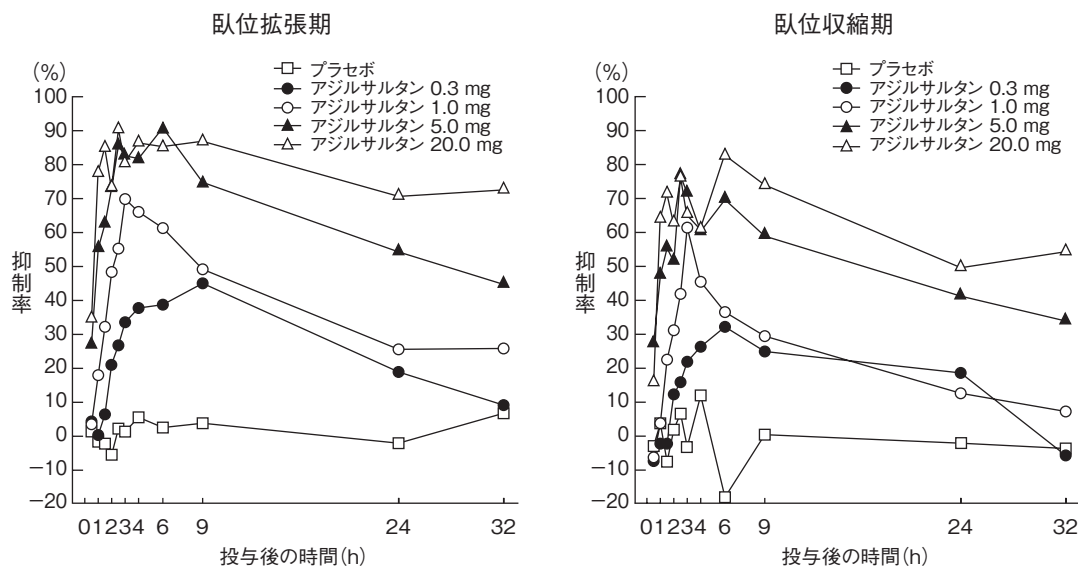 臥位拡張期
(%)
プラセボ
アジルサルタン 0.3 mg
アジルサルタン 1.0 mg
アジルサルタン 5.0 mg
アジルサルタン 20.0 mg
100
90
80
70
60
50
40
30
20
10
0
−10
−20
抑制率
0 1 2 3 4 6 9 24 32
投与後の時間(h)
臥位収縮期
(%)
プラセボ
アジルサルタン 0.3 mg
アジルサルタン 1.0 mg
アジルサルタン 5.0 mg
アジルサルタン 20.0 mg
100
90
80
70
60
50
40
30
20
10
0
−10
−20
抑制率
0 1 2 3 4 6 9 24 32
投与後の時間(h)